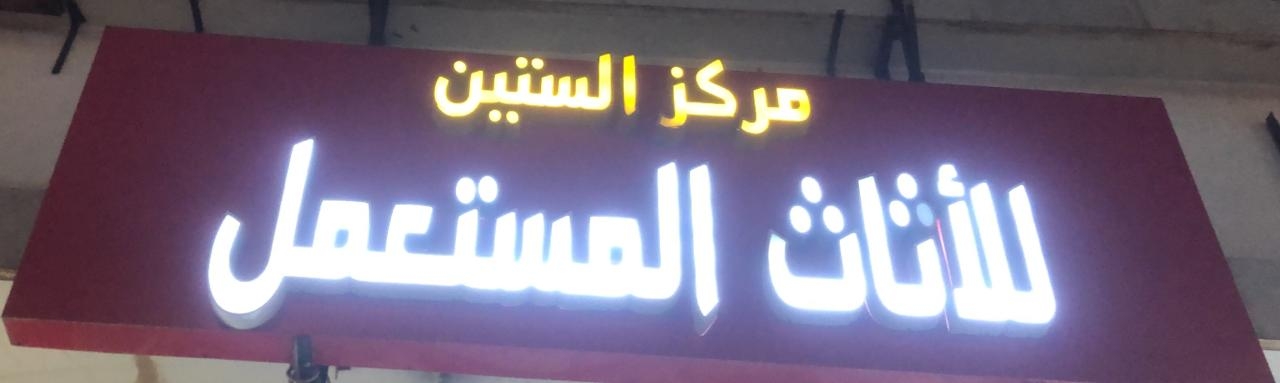 مركز الستين
للأثاث المستعمل